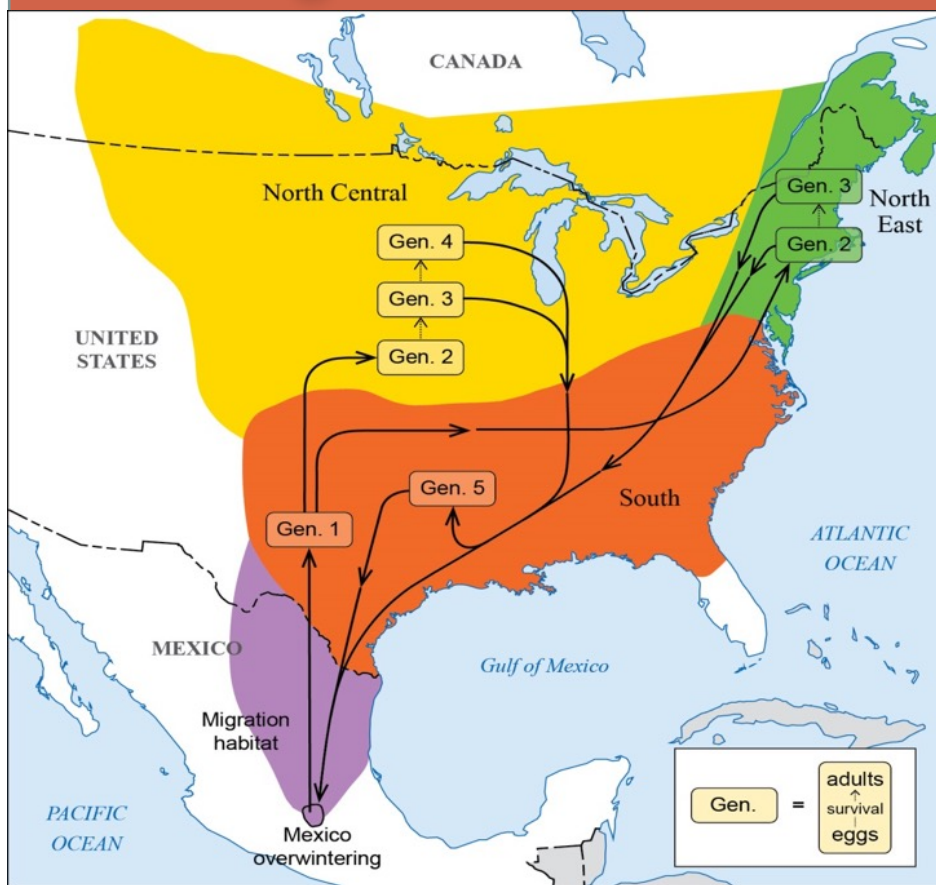 CANADA
North Central
Gen. 3
North
East
Gen. 2
Gen. 4
Gen. 3
Gen. 2
UNITED
STATES
Gen. 5
South
Gen. 1
ATLANTIC
OCEAN
MEXICO
Gulf of Mexico
Migration
habitat
PACIFIC
OCEAN
Mexico
overwintering
Gen.
=
adults
survival
eggs